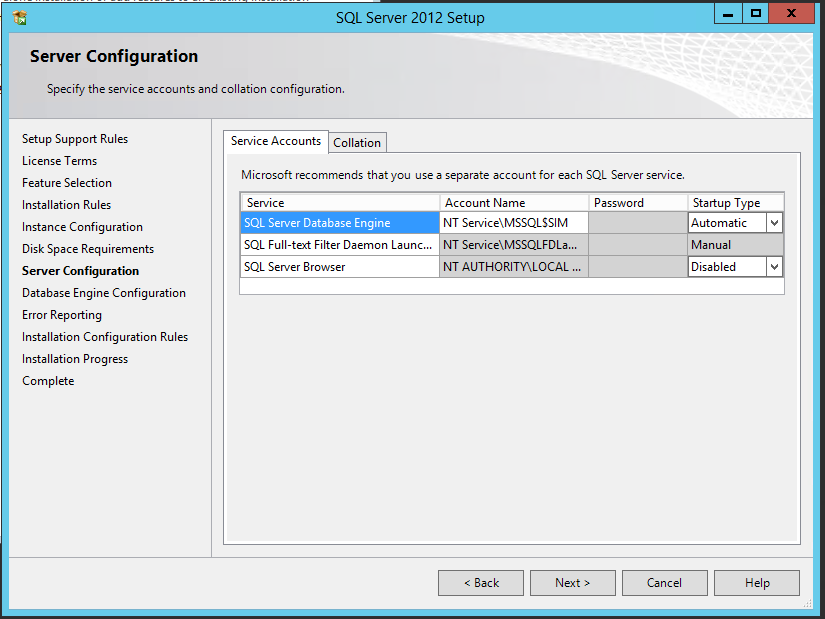 SQL Server 2012 Setup
Server Configuration
Specify the service accounts and collation configuration.
Setup Support Rules
License Terms
Feature Selection
Installation Rules
Instance Configuration
Disk Space Requirements
Server Configuration
Database Engine Configuration
Error Reporting
Installation Configuration Rules
Installation Progress
Complete
Service Accounts Collation
Microsoft recommends that you use a separate account for each SQL Server service.
Service Account Name Password Startup Type
SQL Server Database Engine NT Service\MSSQL$SIM Automatic
SQL Full-text Filter Daemon Launc... NT Service\MSSQLFDLa... Manual
SQL Server Browser NT AUTHORITY\LOCAL ... Disabled
< Back Next > Cancel Help